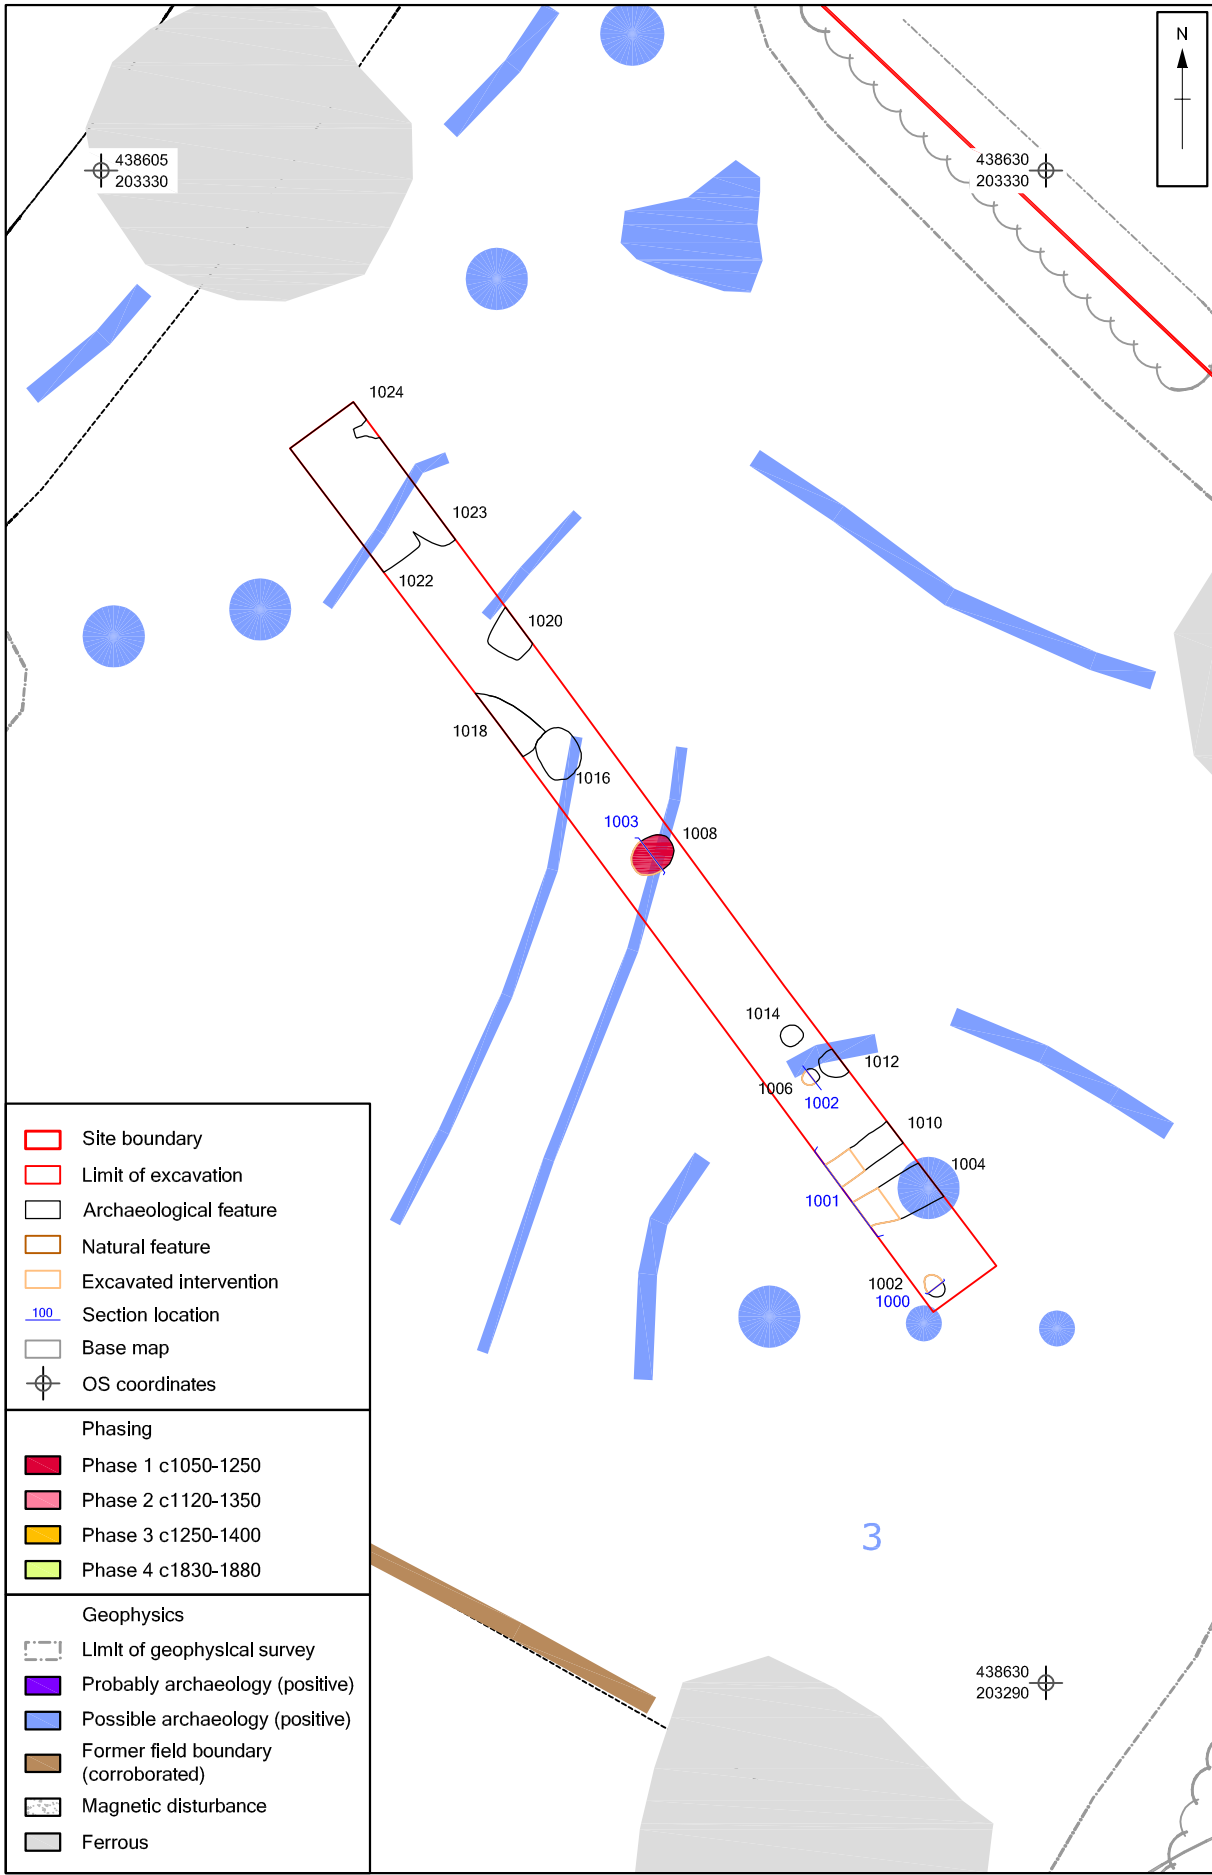 N
438605
203330
438630
203330
1024
1023
1022
1020
1018
1016
1003
1008
1014
1012
1006
1002
1010
1004
1001
1002
1000
Site boundary
Limit of excavation
Archaeological feature
Natural feature
Excavated intervention
100 Section location
Base map
OS coordinates
Phasing
Phase 1 c1050-1250
Phase 2 c1120-1350
Phase 3 c1250-1400
Phase 4 c1830-1880
3
Geophysics
Limit of geophysical survey
Probably archaeology (positive)
Possible archaeology (positive)
Former field boundary
(corroborated)
Magnetic disturbance
Ferrous
438630
203290